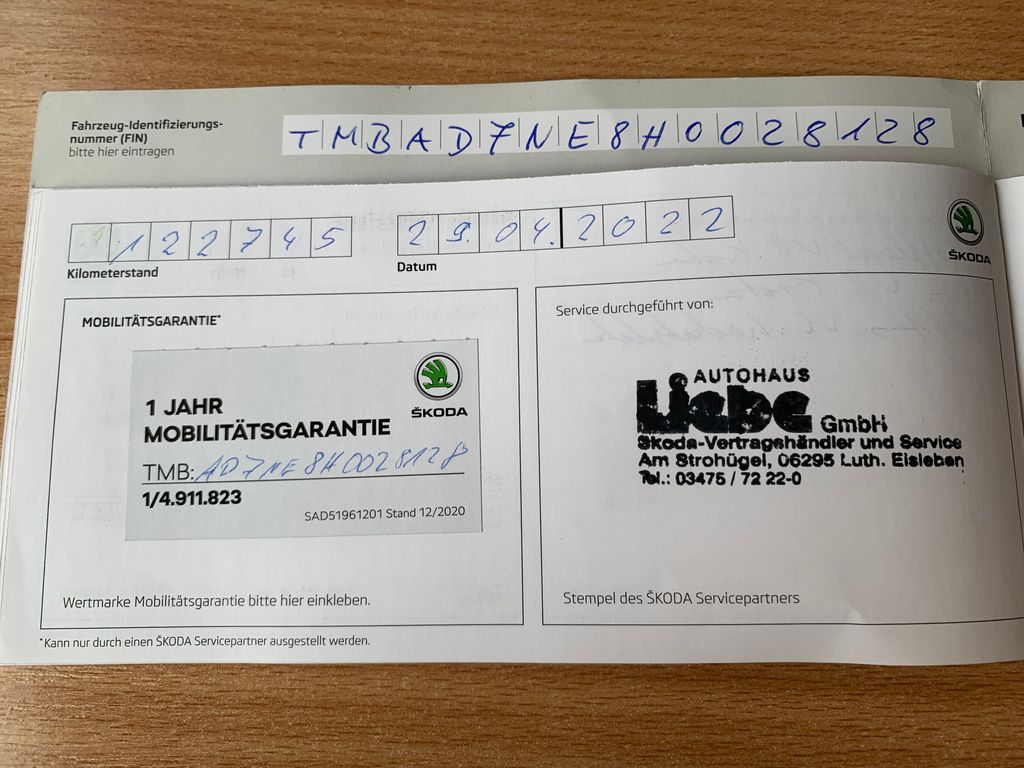 Fahrzeug-Identifizierungs-
nummer (FIN)
bitte hier eintragen
TMBAD7NE8H0028128
122745
Kilometerstand
29.04.2022
Datum
ŠKODA
MOBILITÄTSGARANTIE*
ŠKODA
1 JAHR
MOBILITÄTSGARANTIE
TMB: AD7NE8H0028128
1/4.911.823
SAD51961201 Stand 12/2020
Wertmarke Mobilitätsgarantie bitte hier einkleben.
*Kann nur durch einen ŠKODA Servicepartner ausgestellt werden.
Service durchgeführt von:
AUTOHAUS
Liebe GmbH
Skoda-Vertragshändler und Service
Am Strohügel, 06295 Luth. Eisleben
Tel.: 03475 / 72 22-0
Stempel des ŠKODA Servicepartners